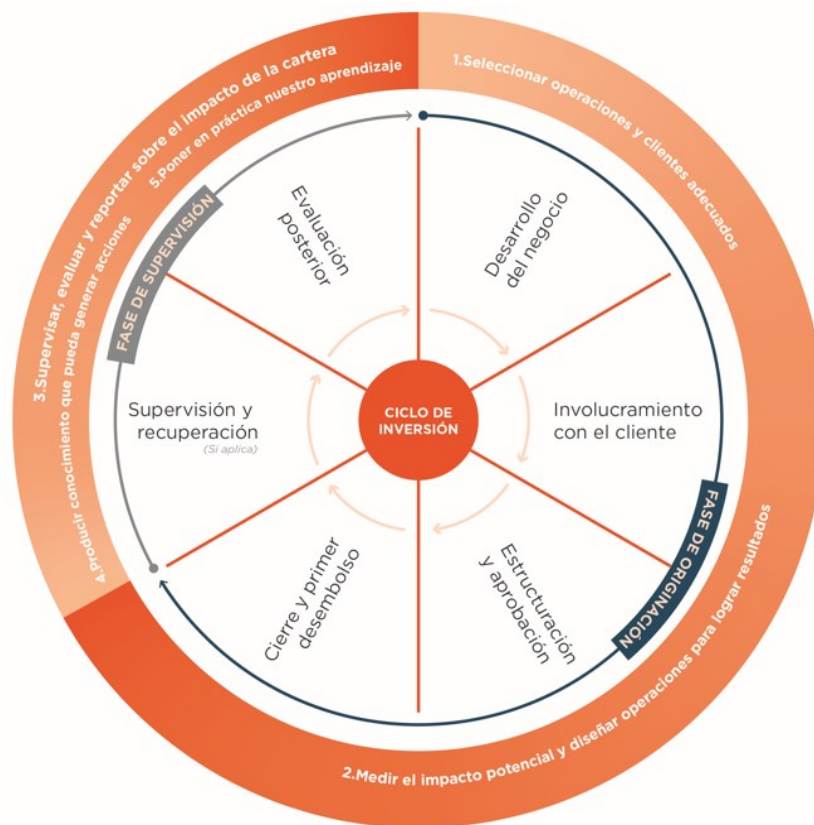 1.Seleccionar operaciones y clientes adecuados
2.Medir el impacto potencial y diseñar operaciones para lograr resultados
3.Supervisar, evaluar y reportar sobre el impacto de la cartera
4.Producir conocimiento que pueda generar acciones
5.Poner en práctica nuestro aprendizaje
FASE DE ORIGINACIÓN
FASE DE SUPERVISIÓN
Desarrollo
del negocio
Involucramiento
con el cliente
Estructuración
y aprobación
Cierre y primer
desembolso
Supervisión y
recuperación
(Si aplica)
Evaluación
posterior
CICLO DE
INVERSIÓN